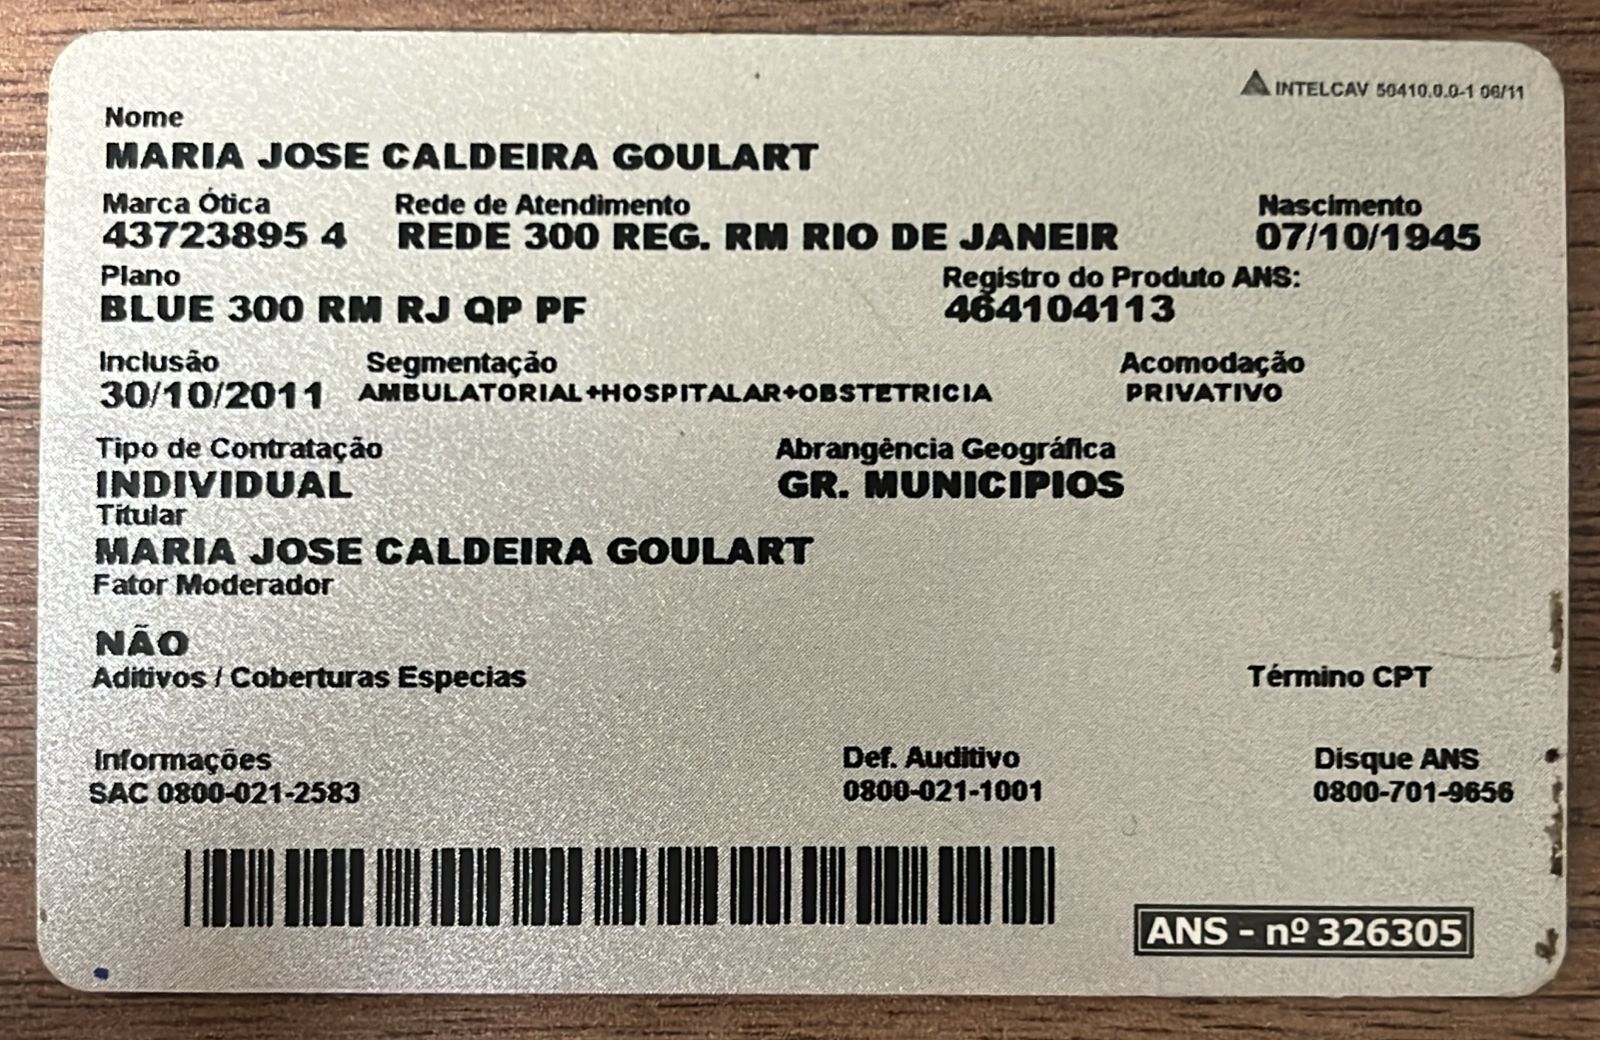 INTELCAV 50410.0.0-1 06/11
Nome
MARIA JOSE CALDEIRA GOULART
Marca Ótica Rede de Atendimento Nascimento
43723895 4 REDE 300 REG. RM RIO DE JANEIR 07/10/1945
Plano Registro do Produto ANS:
BLUE 300 RM RJ QP PF 464104113
Inclusão Segmentação Acomodação
30/10/2011 AMBULATORIAL+HOSPITALAR+OBSTETRICIA PRIVATIVO
Tipo de Contratação Abrangência Geográfica
INDIVIDUAL GR. MUNICIPIOS
Titular
MARIA JOSE CALDEIRA GOULART
Fator Moderador
NÃO
Aditivos / Coberturas Especias Término CPT
Informações Def. Auditivo Disque ANS
SAC 0800-021-2583 0800-021-1001 0800-701-9656
ANS - nº 326305